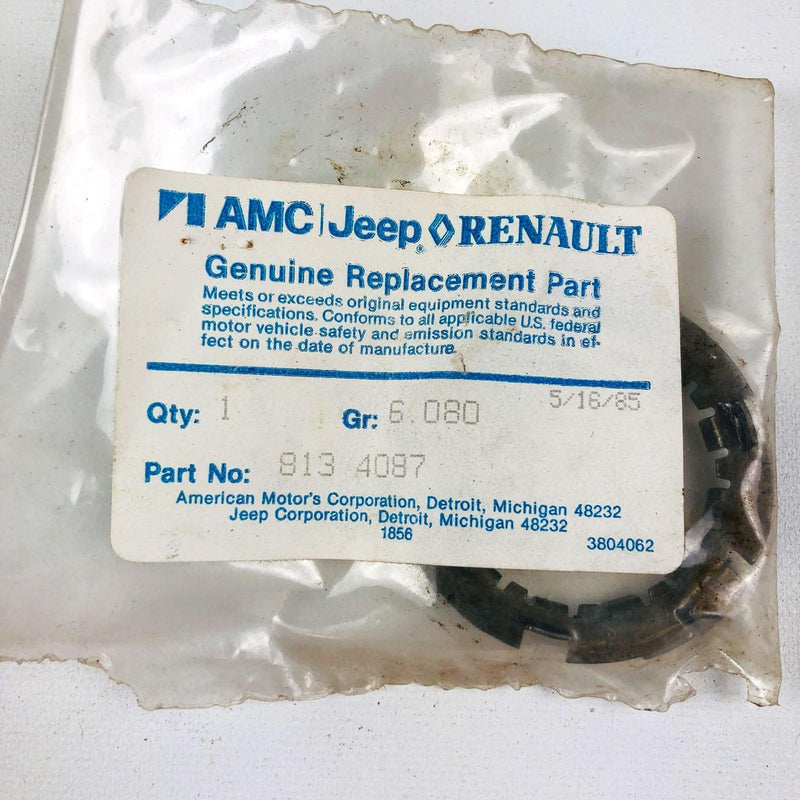 AMC|Jeep® RENAULT
Genuine Replacement Part
Meets or exceeds original equipment standards and
specifications. Conforms to all applicable U.S. federal
motor vehicle safety and emission standards in ef-
fect on the date of manufacture.
5/16/85
Qty: 1 Gr: 6.080
Part No: 813 4087
American Motor's Corporation, Detroit, Michigan 48232
Jeep Corporation, Detroit, Michigan 48232
1856
3804062